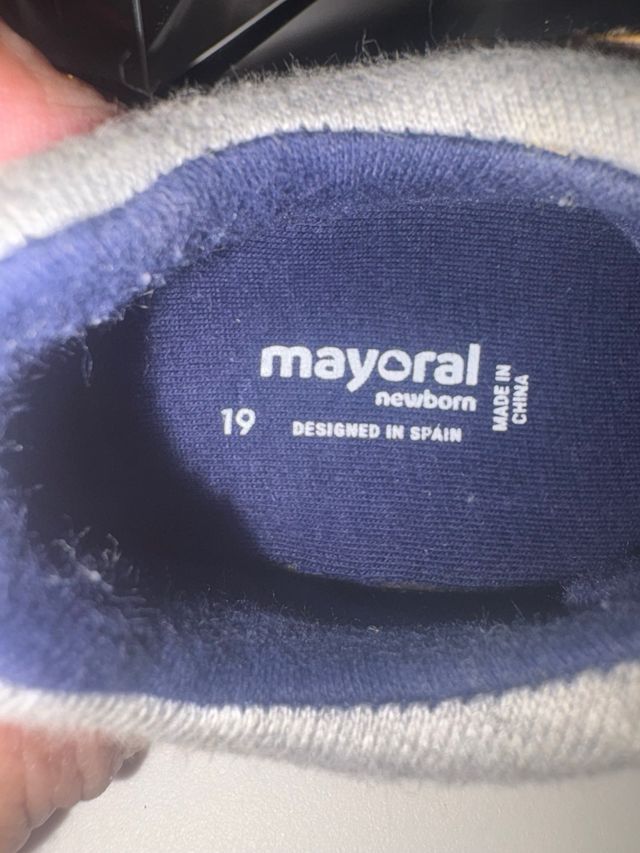 mayoral
newborn
19
DESIGNED IN SPAIN
MADE IN
CHINA